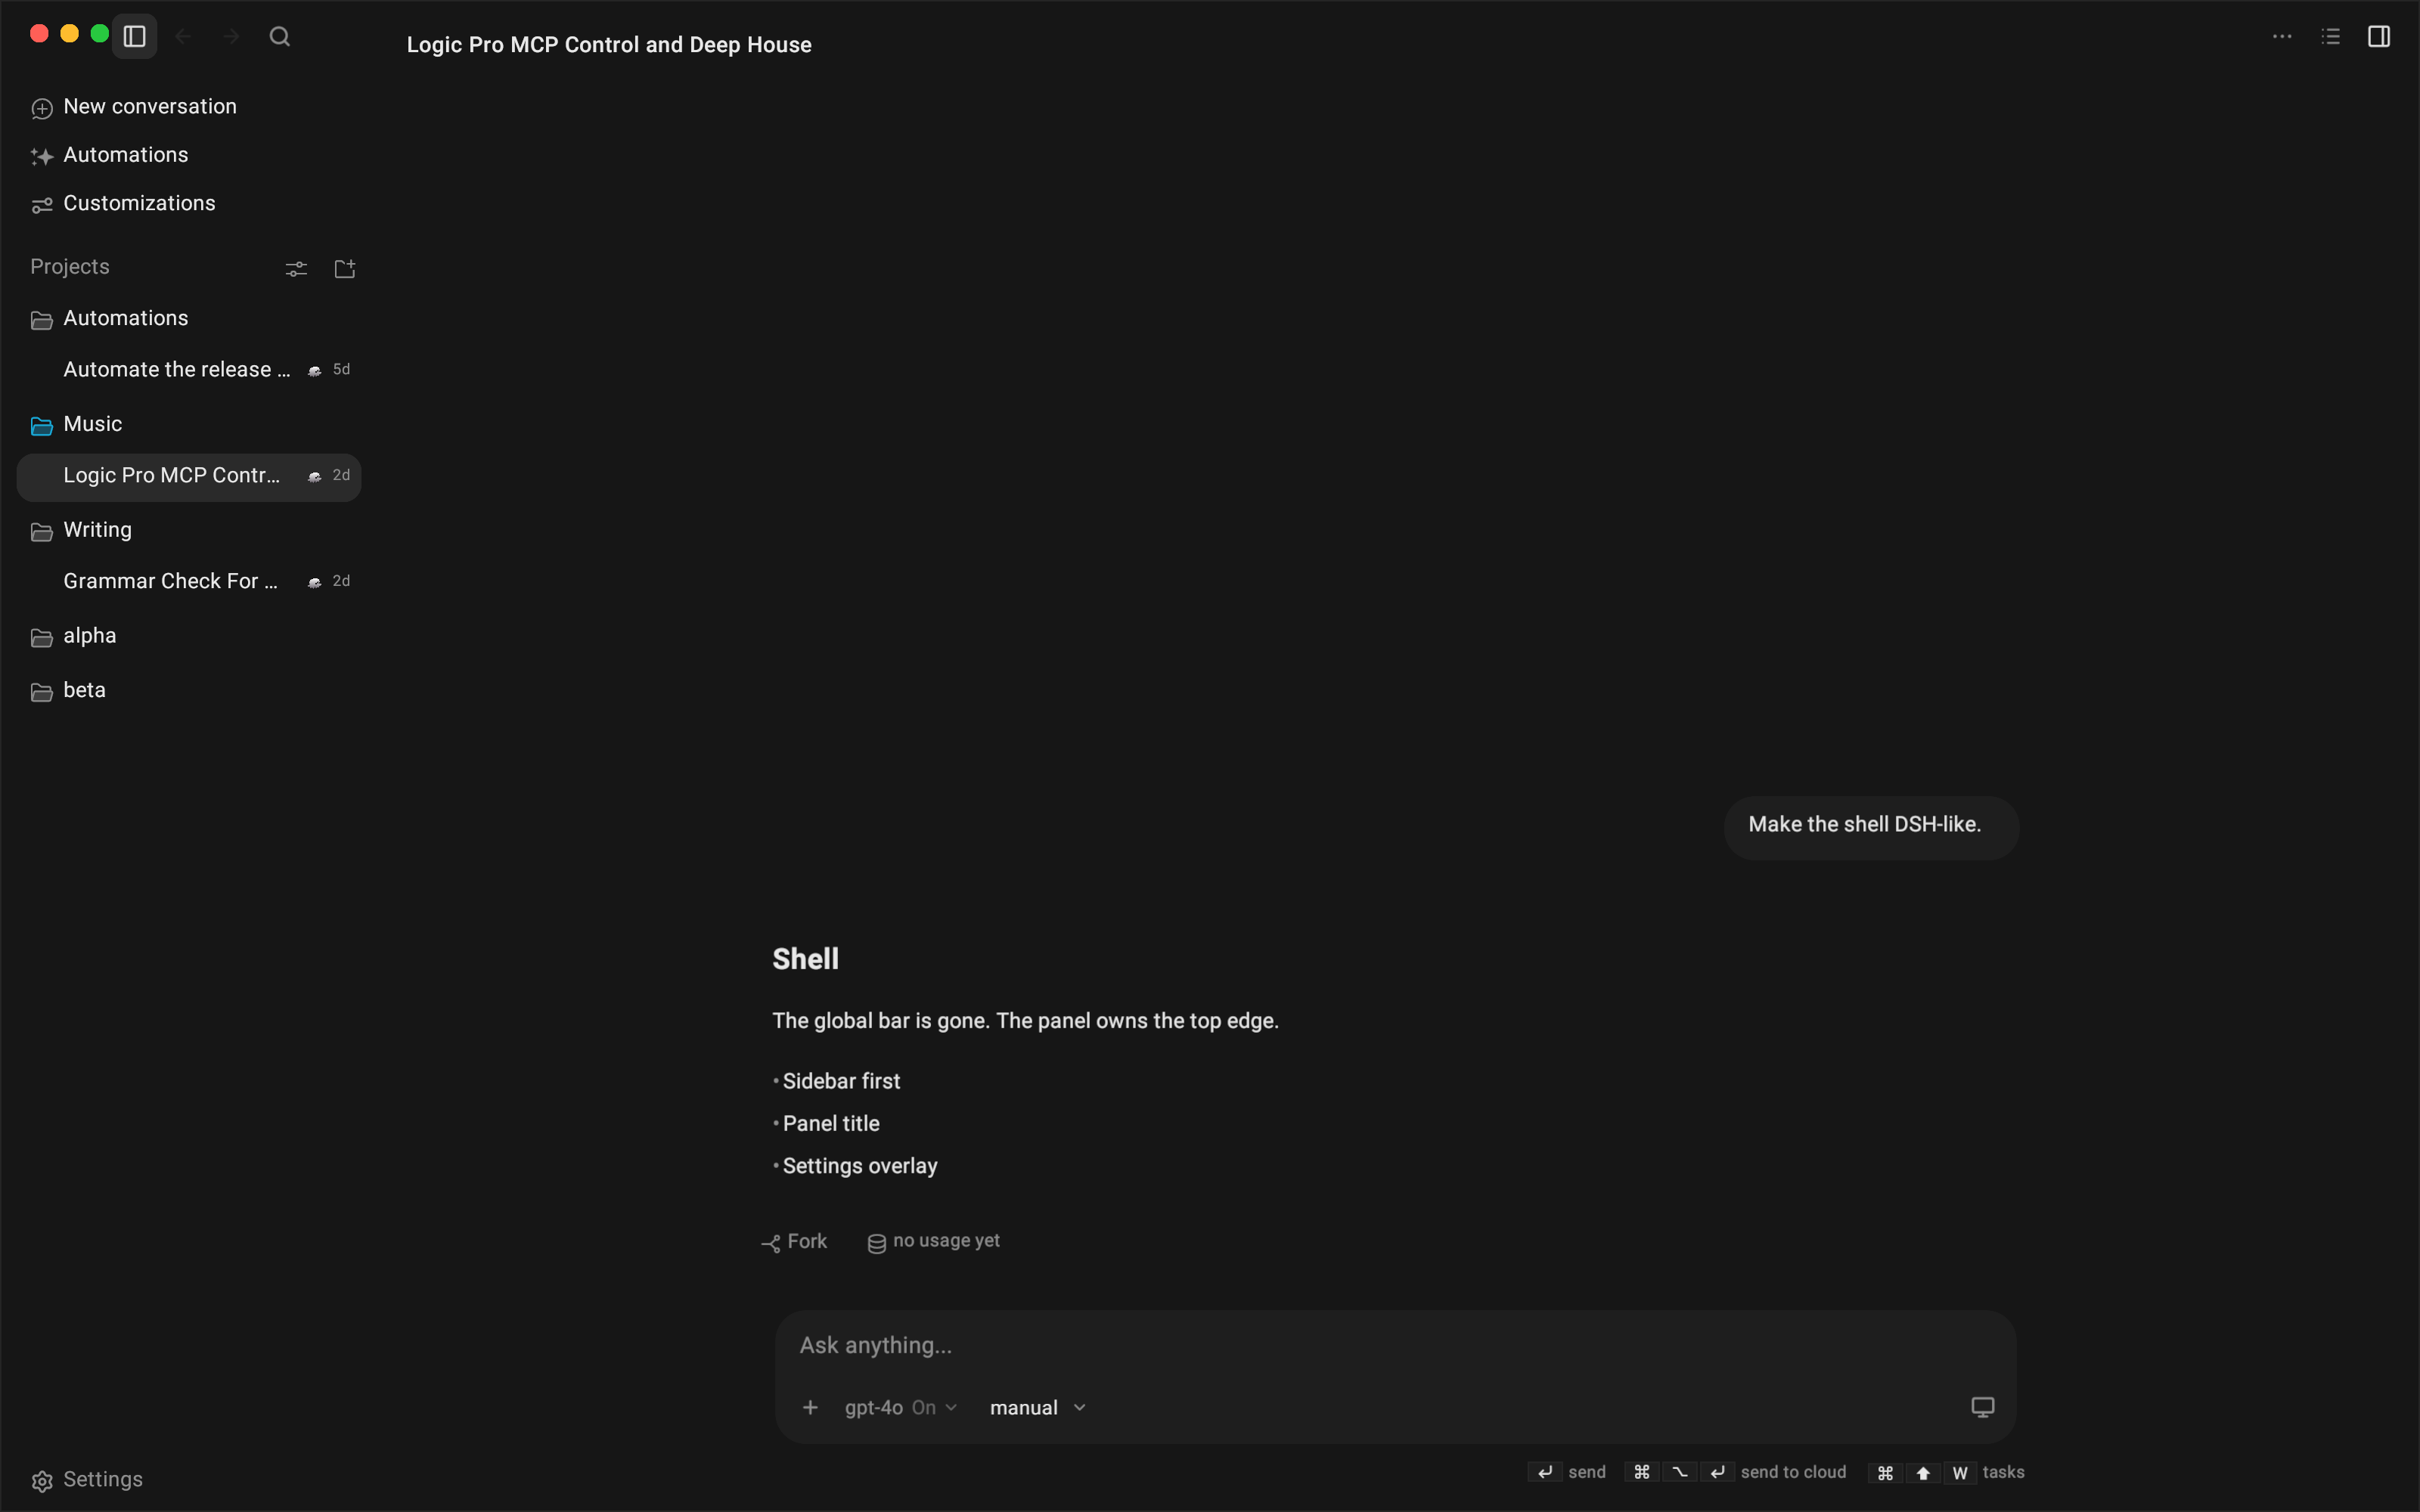 Logic Pro MCP Control and Deep House
New conversation
Automations
Customizations
Projects
Automations
Automate the release ... 5d
Music
Logic Pro MCP Contr... 2d
Writing
Grammar Check For ... 2d
alpha
beta
Make the shell DSH-like.
Shell
The global bar is gone. The panel owns the top edge.
• Sidebar first
• Panel title
• Settings overlay
Fork no usage yet
Ask anything...
+ gpt-4o On manual
↵ send ⌘ ⌥ ↵ send to cloud ⌘ ⬆ W tasks
Settings